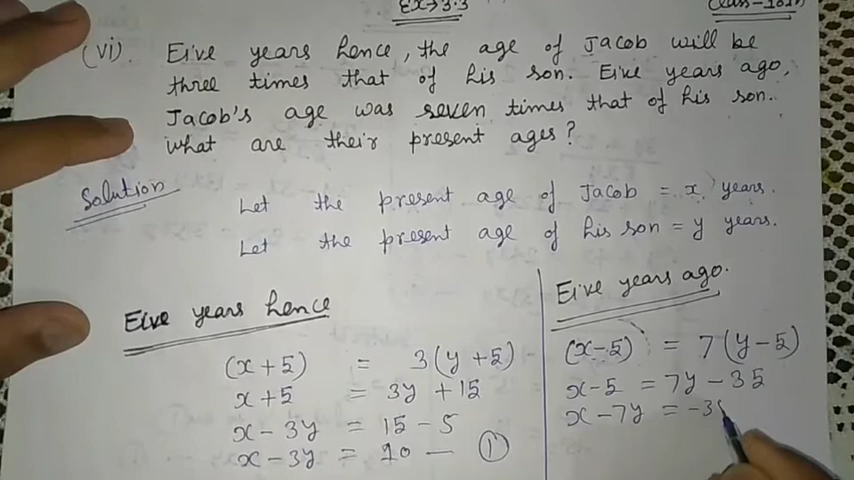 Ex→3.3
Class-10th
(vi). Five years hence, the age of Jacob will be
three times that of his son. Five years ago,
Jacob's age was seven times that of his son.
what are their present ages?
Solution
Let the present age of Jacob = x years.
Let the present age of his son = y years.
Five years hence
(x+5) = 3(y+5)
x+5 = 3y+15
x-3y = 15-5
x-3y = 10 — ①
Five years ago.
(x-5) = 7(y-5)
x-5 = 7y-35
x-7y = -3